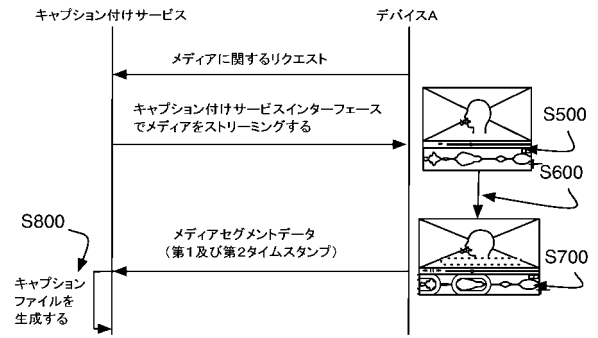 キャプション付けサービス
デバイスA
メディアに関するリクエスト
キャプション付けサービスインターフェース
でメディアをストリーミングする
S500
S600
S800
メディアセグメントデータ
(第1及び第2タイムスタンプ)
S700
キャプション
ファイルを
生成する